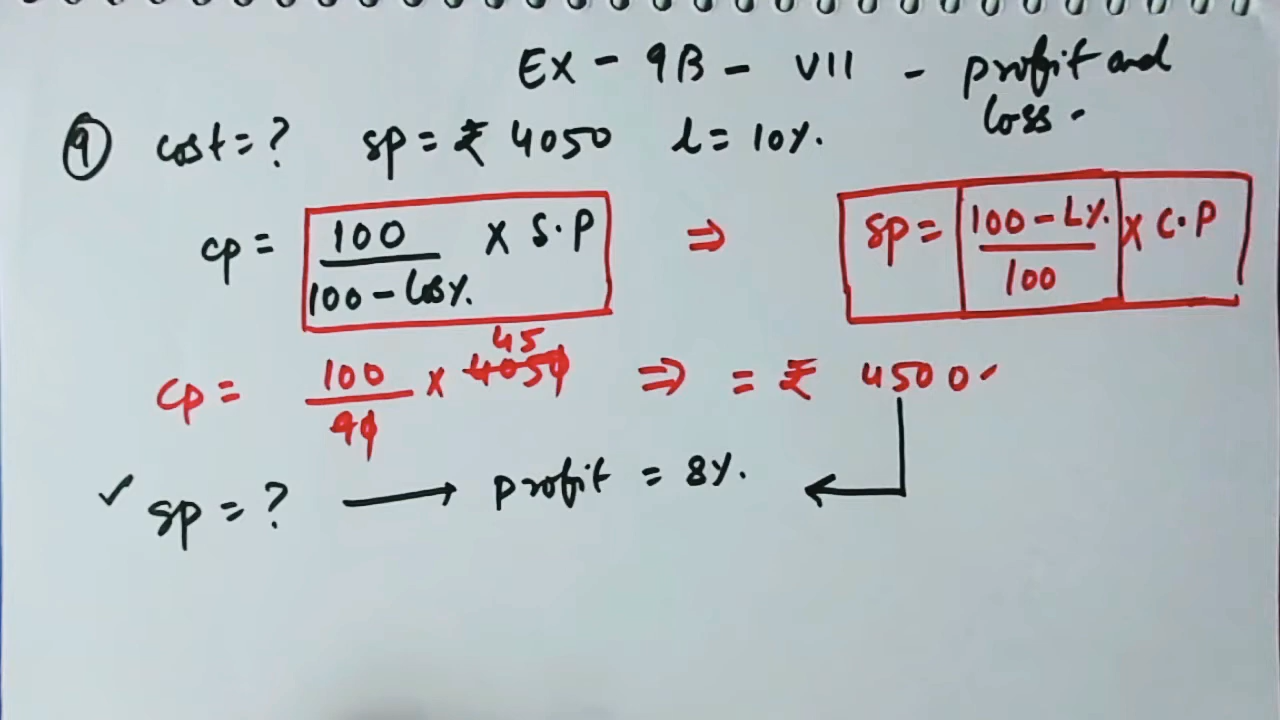 EX - 9B - VII - profit and
loss.
9 cost = ? SP = ₹ 4050 l = 10%.
CP = 100 / 100 - Los%. X S.P ⇒ SP = 100 - L%. / 100 X C.P
45
CP = 100 / 90 X 4050 ⇒ = ₹ 4500.
✓ SP = ? → profit = 8%.